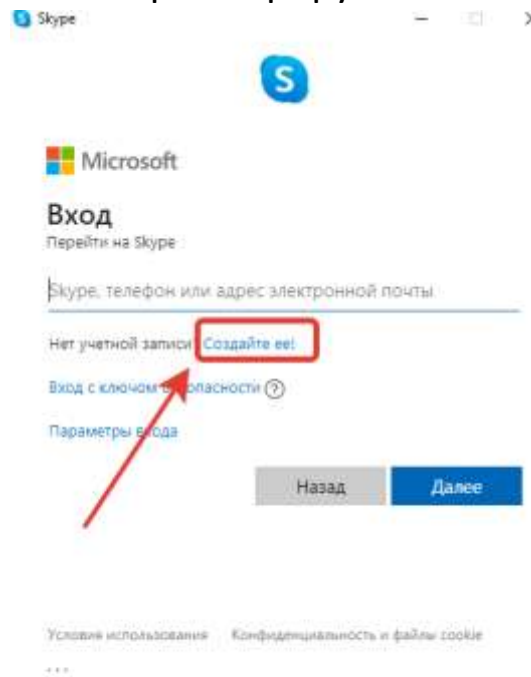 Skype
Microsoft
Вход
Перейти на Skype
Skype, телефон или адрес электронной почты
Нет учетной записи Создайте ее!
Вход с ключом безопасности
Параметры входа
Назад Далее
Условия использования Конфиденциальность и файлы cookie
...